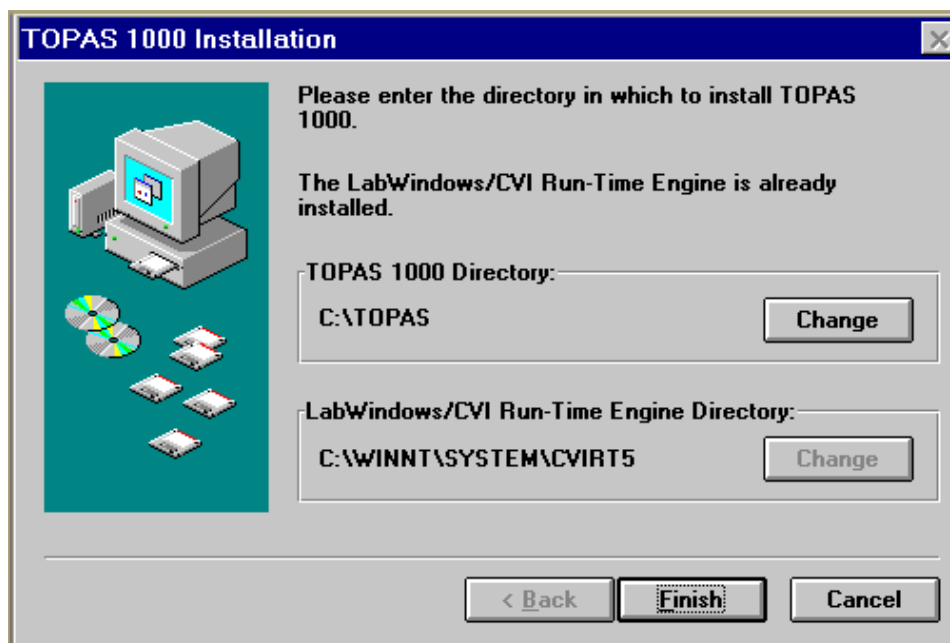 TOPAS 1000 Installation
Please enter the directory in which to install TOPAS
1000.
The LabWindows/CVI Run-Time Engine is already
installed.
TOPAS 1000 Directory:
C:\TOPAS
Change
LabWindows/CVI Run-Time Engine Directory:
C:\WINNT\SYSTEM\CVIRT5
Change
< Back
Finish
Cancel